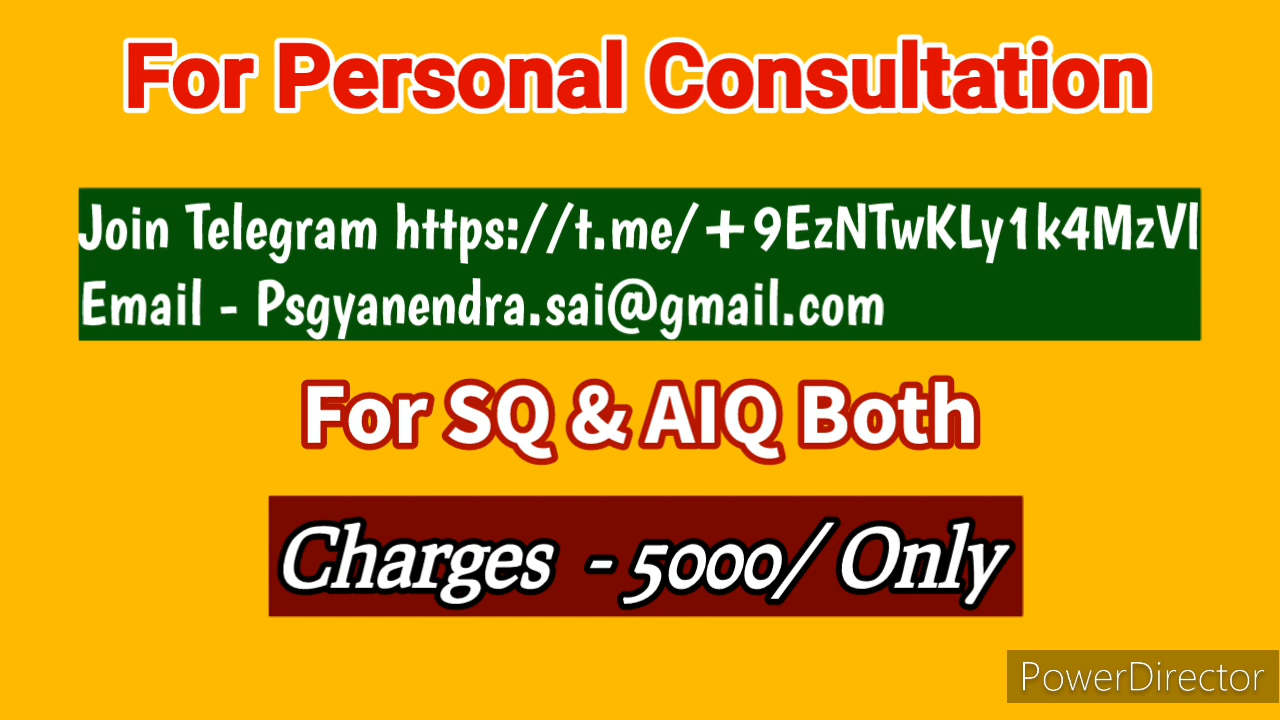 For Personal Consultation
Join Telegram https://t.me/+9EzNTwKLy1k4MzVl
Email - Psgyanendra.sai@gmail.com
For SQ & AIQ Both
Charges - 5000/ Only
PowerDirector